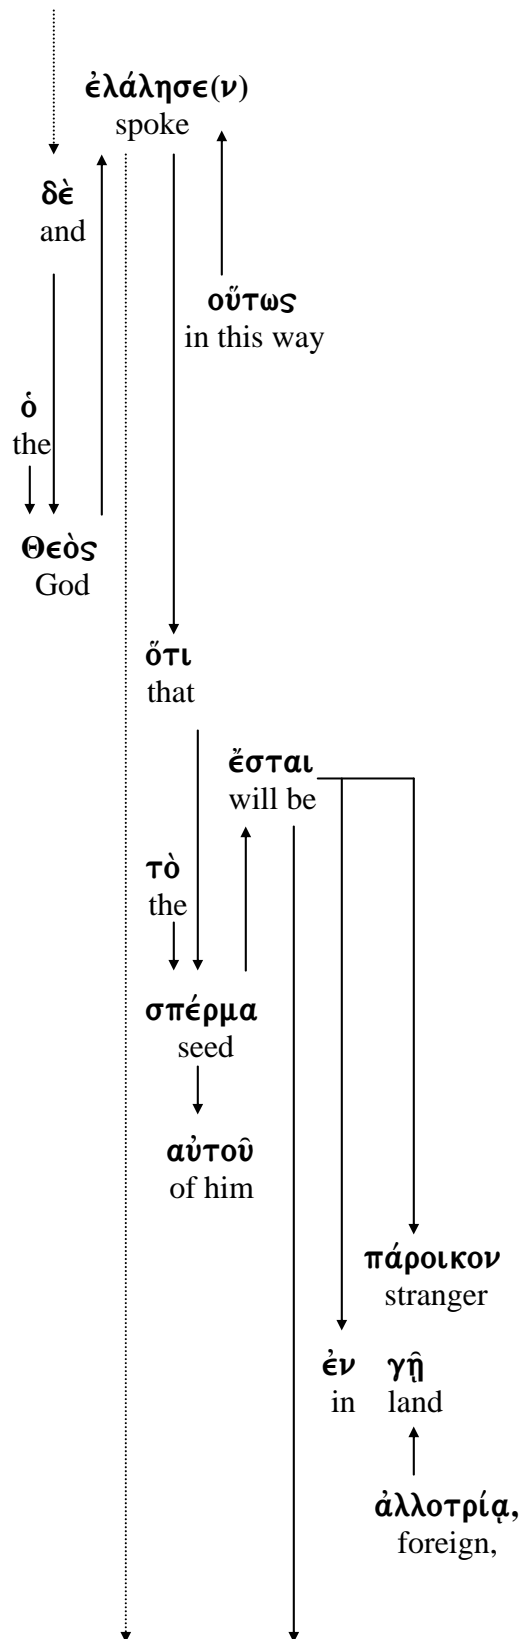 ἐλάλησε(ν)
spoke
δὲ
and
οὕτως
in this way
ὁ
the
Θεὸς
God
ὅτι
that
ἔσται
will be
τὸ
the
σπέρμα
seed
αὐτοῦ
of him
πάροικον
stranger
ἐν γῇ
in land
ἀλλοτρίᾳ,
foreign,